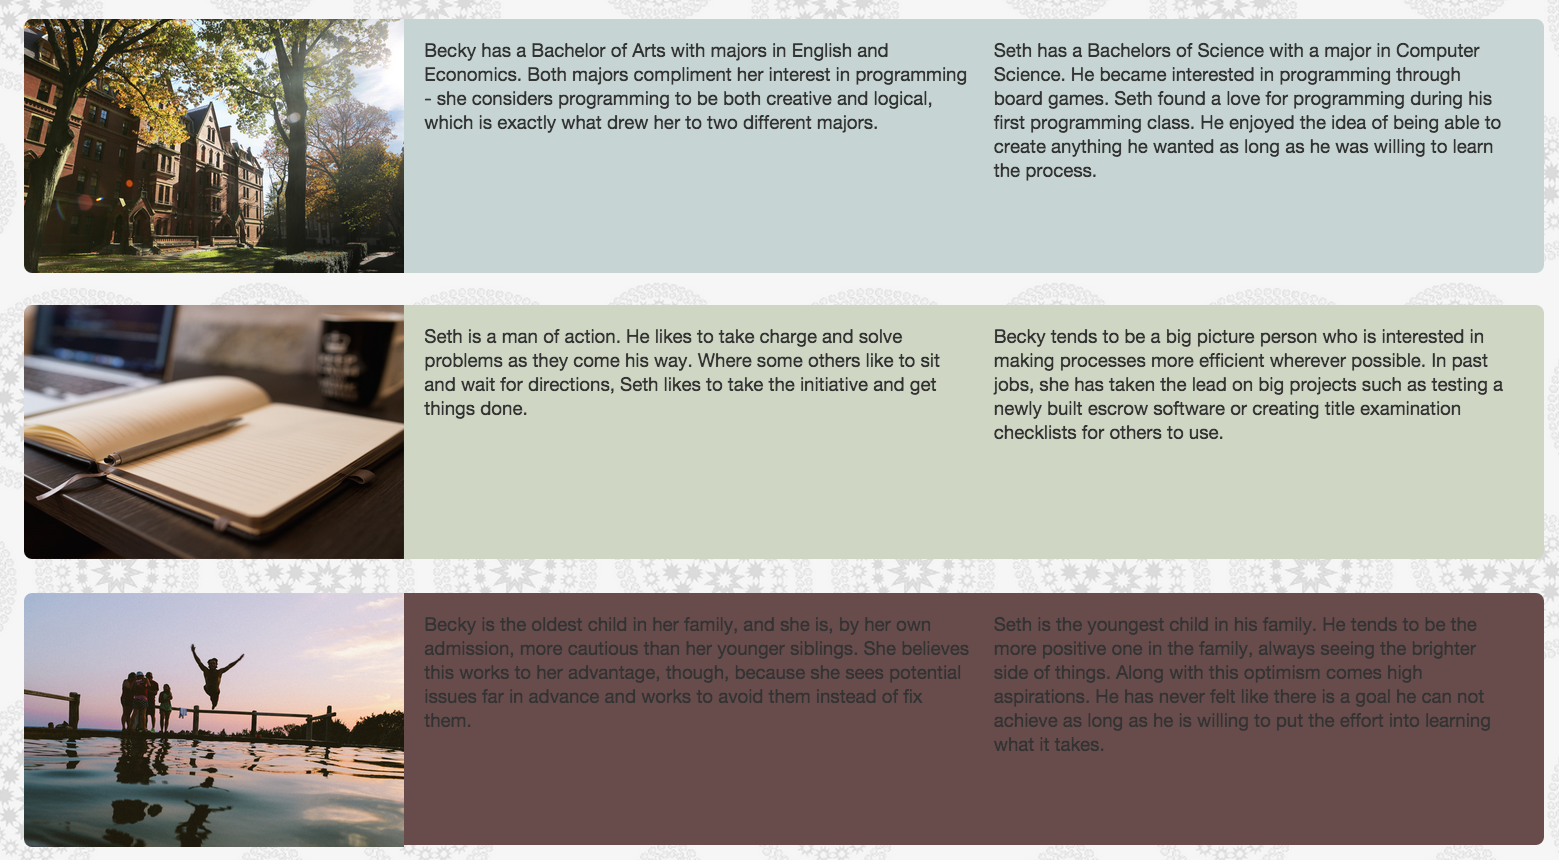 Becky has a Bachelor of Arts with majors in English and
Economics. Both majors compliment her interest in programming
- she considers programming to be both creative and logical,
which is exactly what drew her to two different majors.
Seth has a Bachelors of Science with a major in Computer
Science. He became interested in programming through
board games. Seth found a love for programming during his
first programming class. He enjoyed the idea of being able to
create anything he wanted as long as he was willing to learn
the process.
Seth is a man of action. He likes to take charge and solve
problems as they come his way. Where some others like to sit
and wait for directions, Seth likes to take the initiative and get
things done.
Becky tends to be a big picture person who is interested in
making processes more efficient wherever possible. In past
jobs, she has taken the lead on big projects such as testing a
newly built escrow software or creating title examination
checklists for others to use.
Becky is the oldest child in her family, and she is, by her own
admission, more cautious than her younger siblings. She believes
this works to her advantage, though, because she sees potential
issues far in advance and works to avoid them instead of fix
them.
Seth is the youngest child in his family. He tends to be the
more positive one in the family, always seeing the brighter
side of things. Along with this optimism comes high
aspirations. He has never felt like there is a goal he can not
achieve as long as he is willing to put the effort into learning
what it takes.